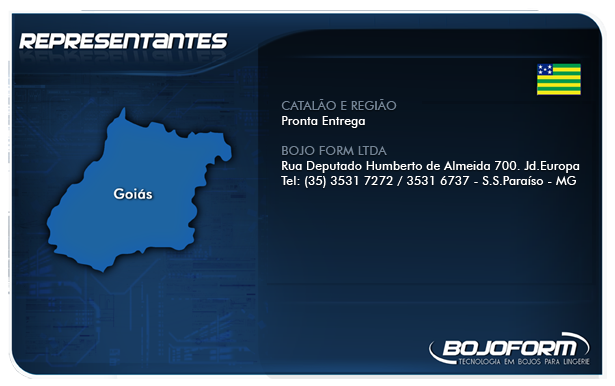 REPRESENTANTES
CATALÃO E REGIÃO
Pronta Entrega
BOJO FORM LTDA
Rua Deputado Humberto de Almeida 700. Jd.Europa
Tel: (35) 3531 7272 / 3531 6737 - S.S.Paraíso - MG
Goiás
BOJOFORM
TECNOLOGIA EM BOJOS PARA LINGERIE